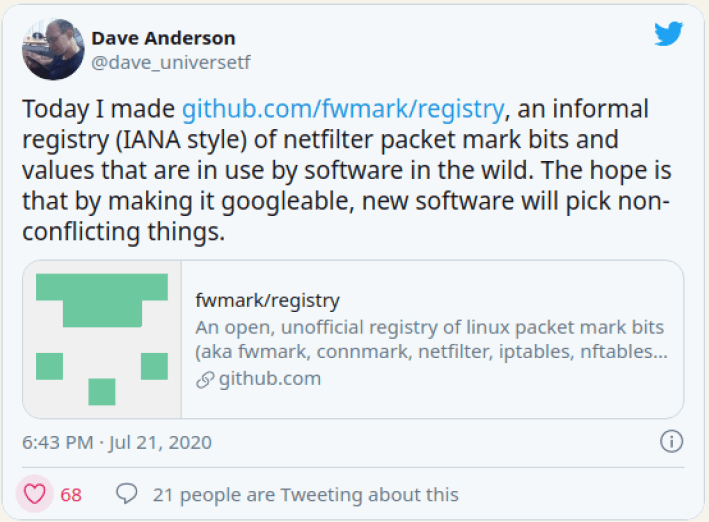 Dave Anderson
@dave_universetf
Today I made github.com/fwmark/registry, an informal
registry (IANA style) of netfilter packet mark bits and
values that are in use by software in the wild. The hope is
that by making it googleable, new software will pick non-
conflicting things.
fwmark/registry
An open, unofficial registry of linux packet mark bits
(aka fwmark, connmark, netfilter, iptables, nftables...
github.com
6:43 PM · Jul 21, 2020
68
21 people are Tweeting about this